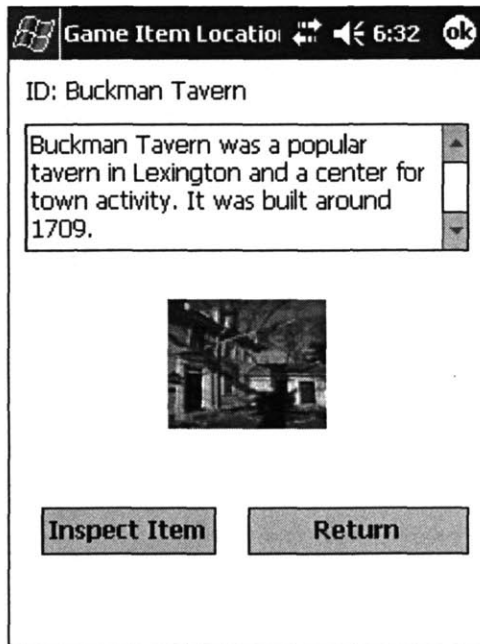 Game Item Locatio 6:32 ok
ID: Buckman Tavern
Buckman Tavern was a popular
tavern in Lexington and a center for
town activity. It was built around
1709.
Inspect Item Return